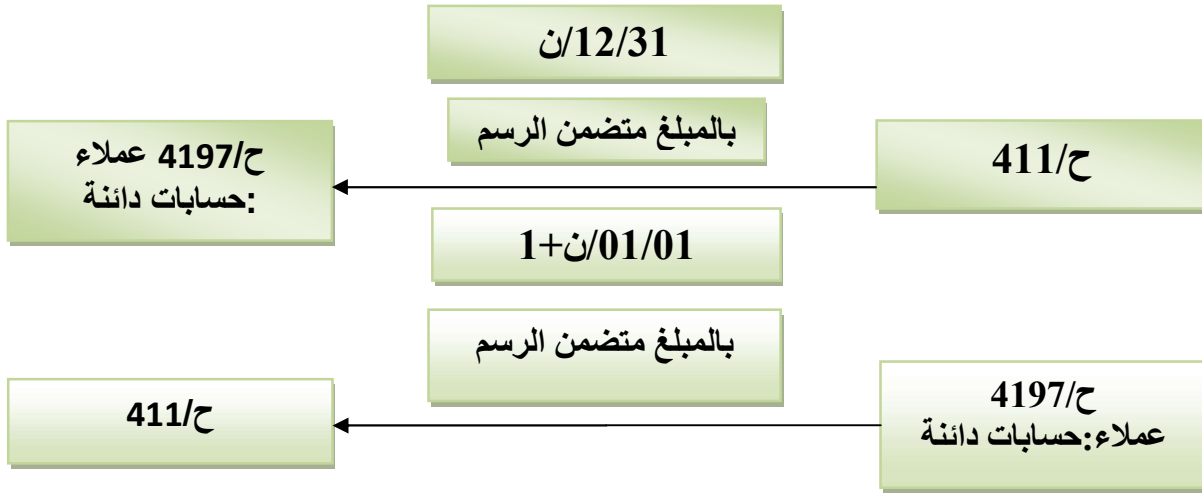 ن/12/31
بالمبلغ متضمن الرسم
ح/411
ح/4197 عملاء
:حسابات دائنة
01/01/ن+1
بالمبلغ متضمن الرسم
ح/4197
عملاء:حسابات دائنة
ح/411